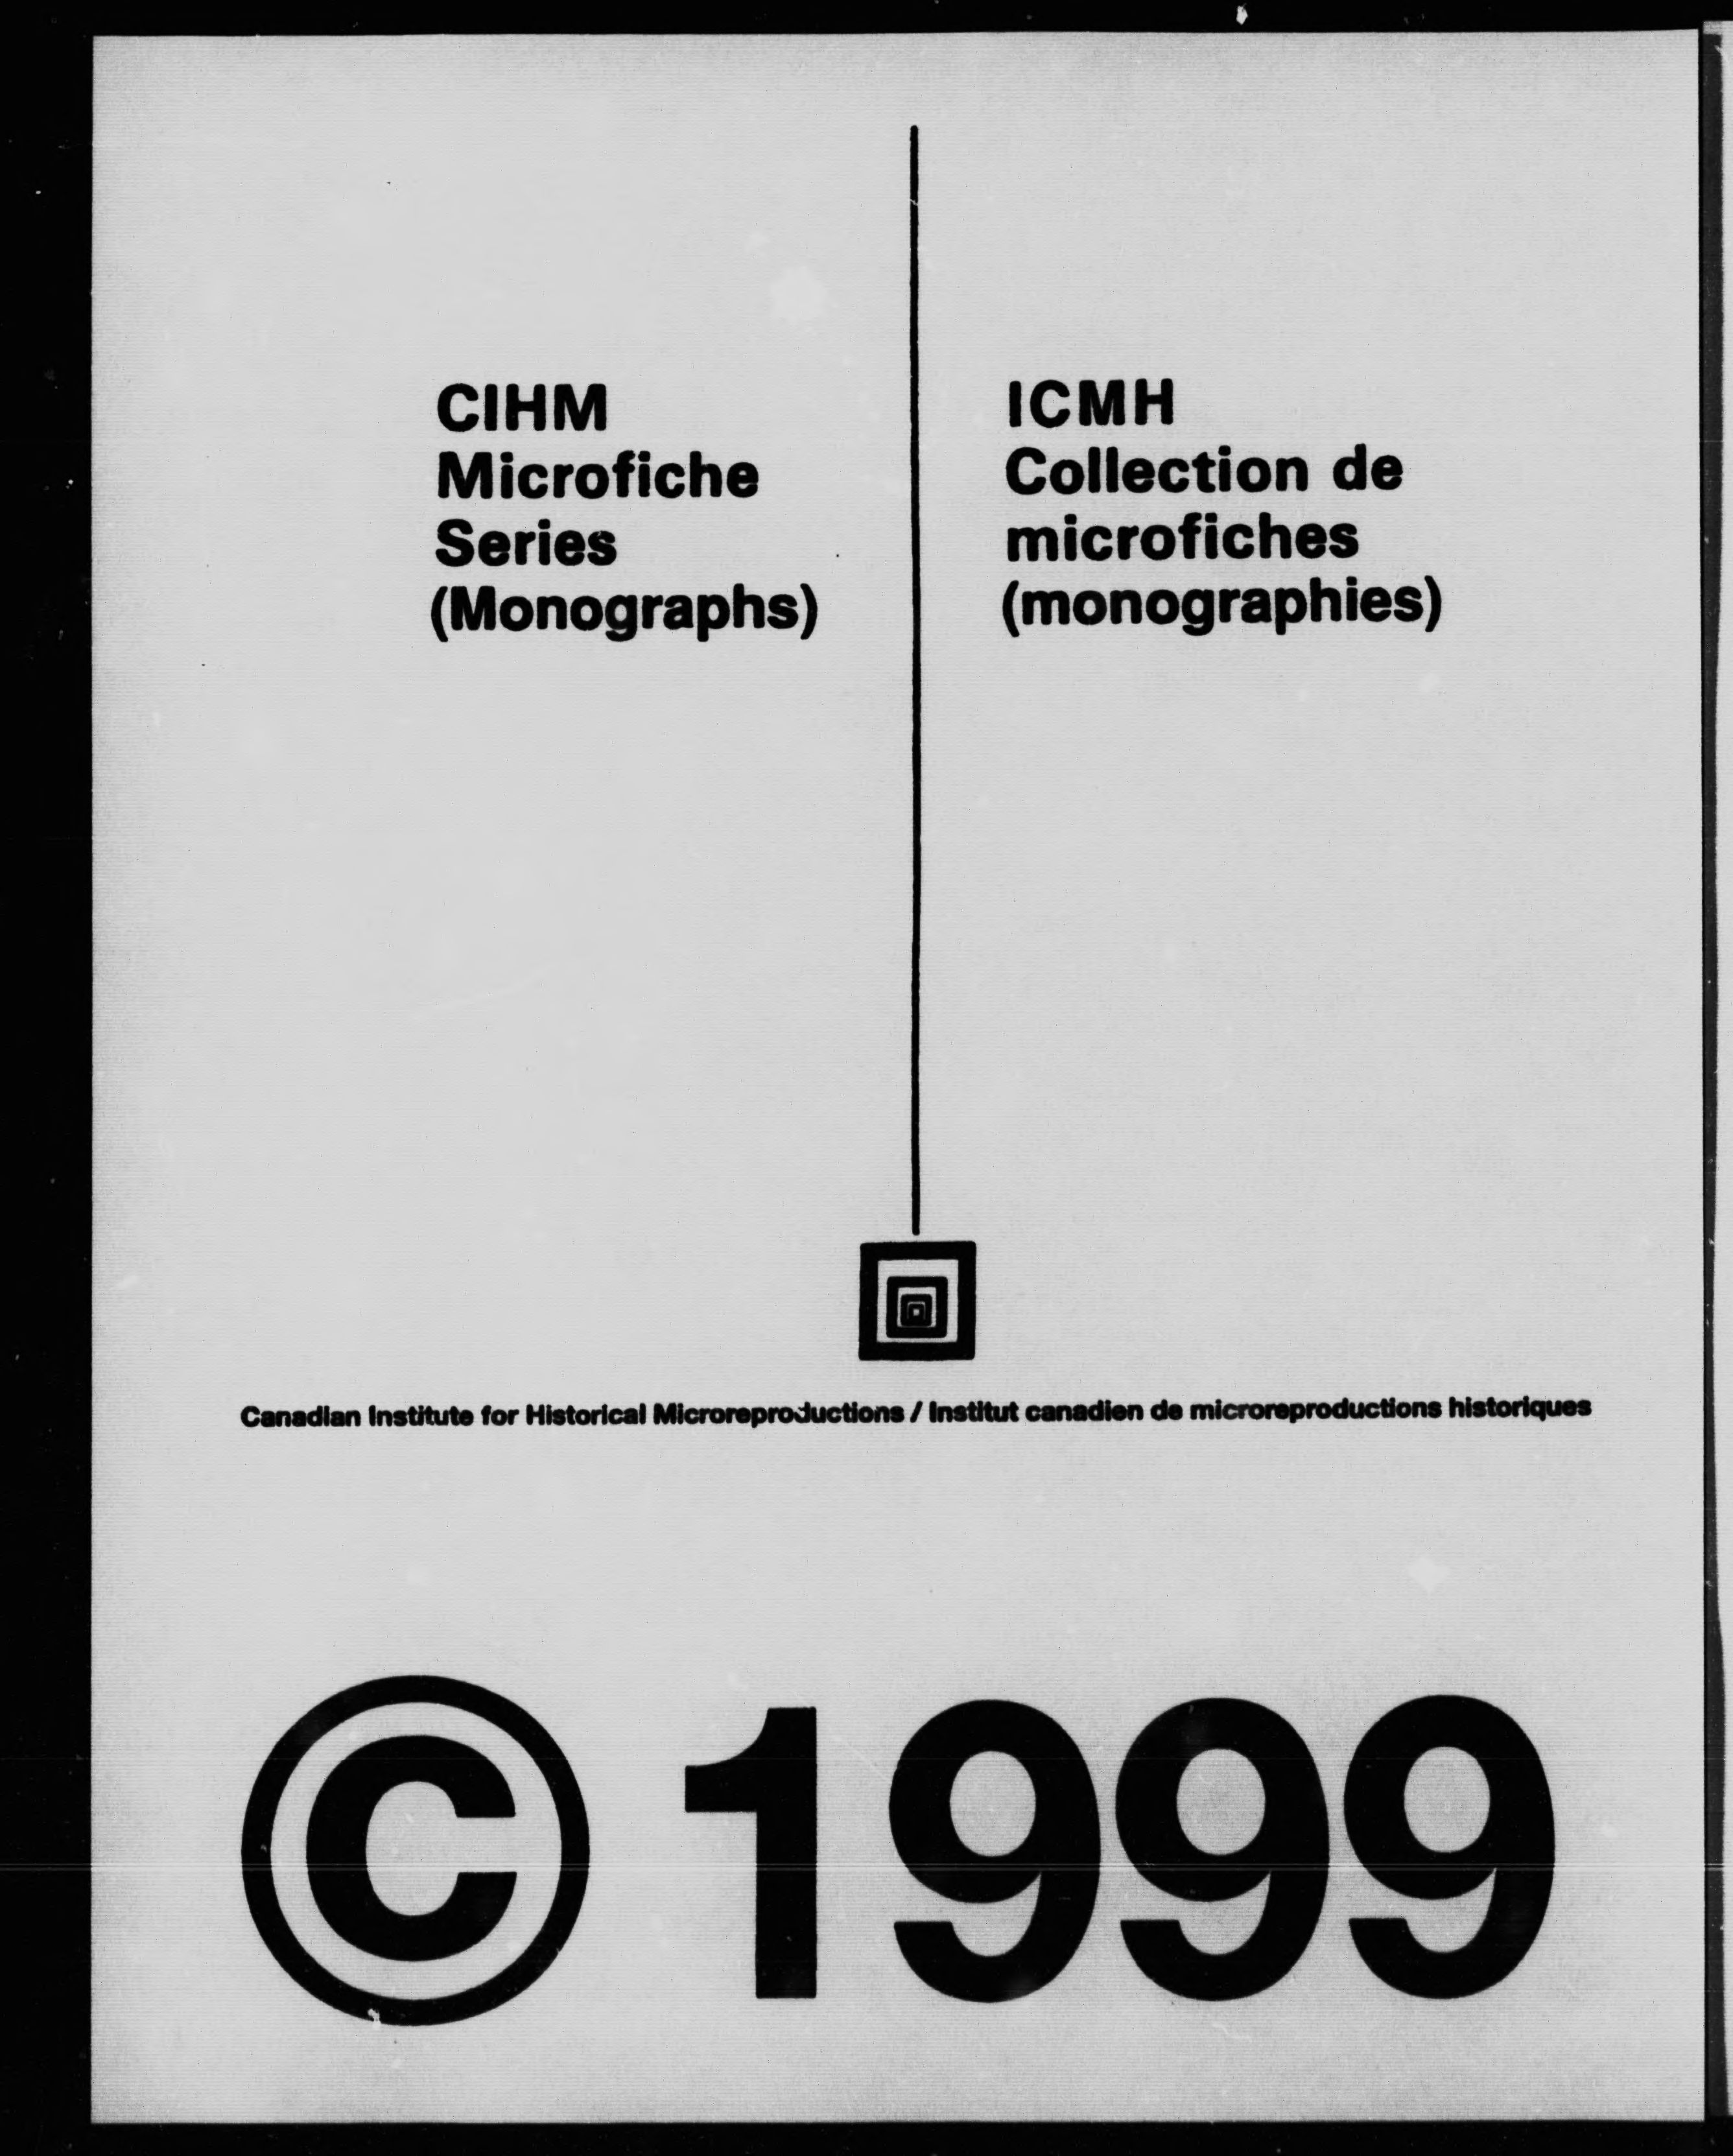 CIHM
Microfiche
Series
(Monographs)
ICMH
Collection de
microfiches
(monographies)
Canadian Institute for Historical Microreproductions / Institut canadien de microreproductions historiques
© 1999